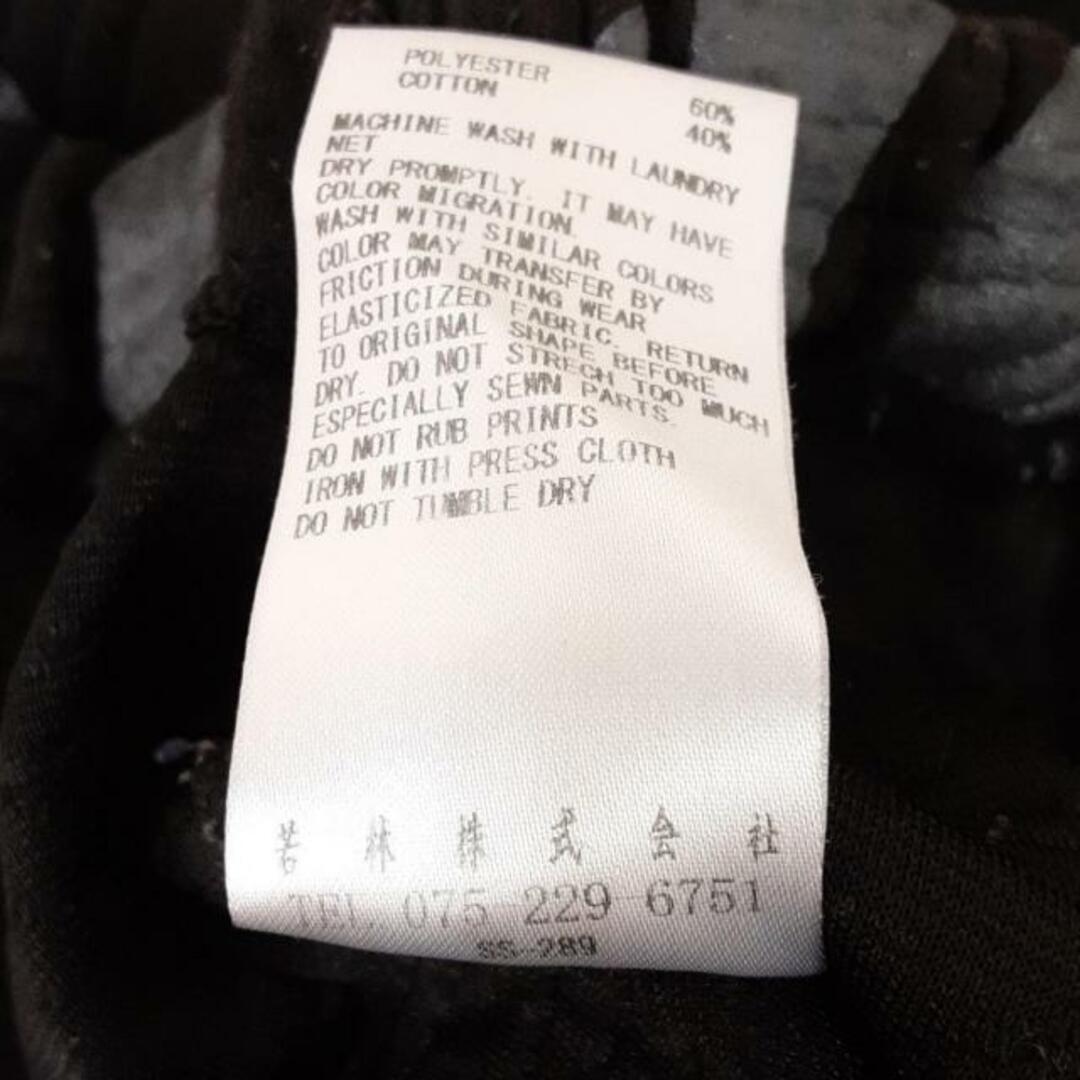 POLYESTER 60%
COTTON 40%
MACHINE WASH WITH LAUNDRY
NET
DRY PROMPTLY. IT MAY HAVE
COLOR MIGRATION.
WASH WITH SIMILAR COLORS
COLOR MAY TRANSFER BY
FRICTION DURING WEAR
ELASTICIZED FABRIC. RETURN
TO ORIGINAL SHAPE BEFORE
DRY. DO NOT STRECH TOO MUCH
ESPECIALLY SEWN PARTS.
DO NOT RUB PRINTS
IRON WITH PRESS CLOTH
DO NOT TUMBLE DRY
若林株式会社
TEL 075-229-6751
SS-289